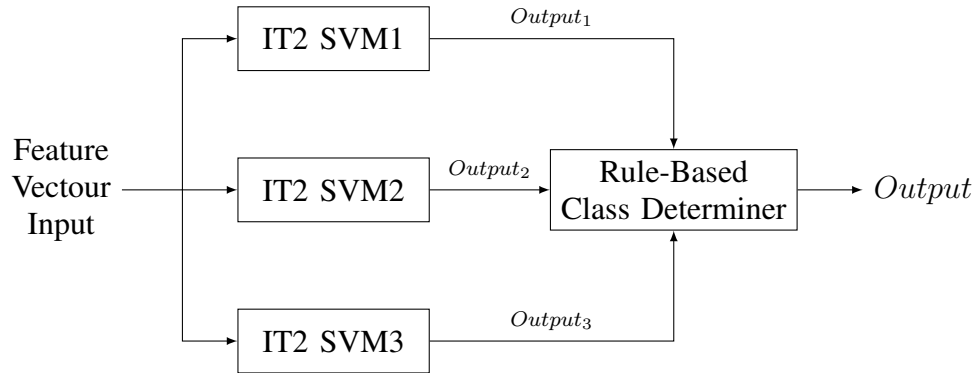 Output₁
IT2 SVM1
Feature
Vectour
Input
IT2 SVM2
Output₂
Rule-Based
Class Determiner
Output
IT2 SVM3
Output₃